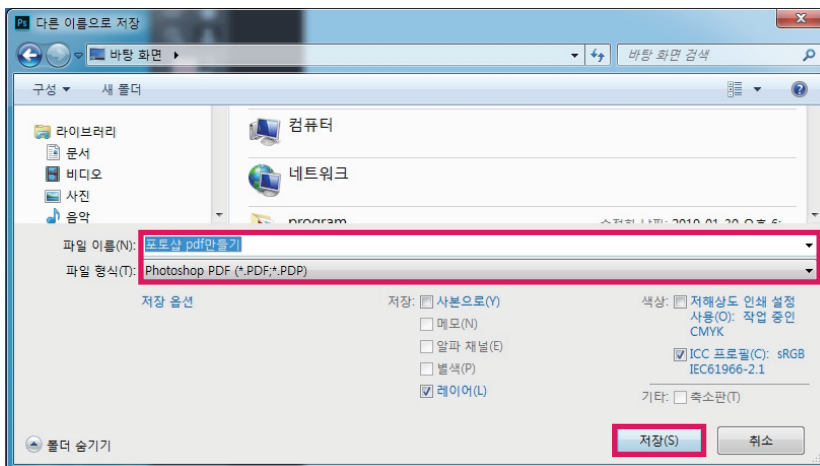 Ps 다른 이름으로 저장
바탕 화면
바탕 화면 검색
구성 새 폴더
라이브러리
문서
비디오
사진
음악
컴퓨터
네트워크
program
파일 이름(N): 포토샵 pdf만들기
파일 형식(T): Photoshop PDF (*.PDF;*.PDP)
저장 옵션
저장: 사본으로(Y)
메모(N)
알파 채널(E)
별색(P)
레이어(L)
색상: 저해상도 인쇄 설정
사용(O): 작업 중인
CMYK
ICC 프로필(C): sRGB
IEC61966-2.1
기타: 축소판(T)
폴더 숨기기
저장(S)
취소